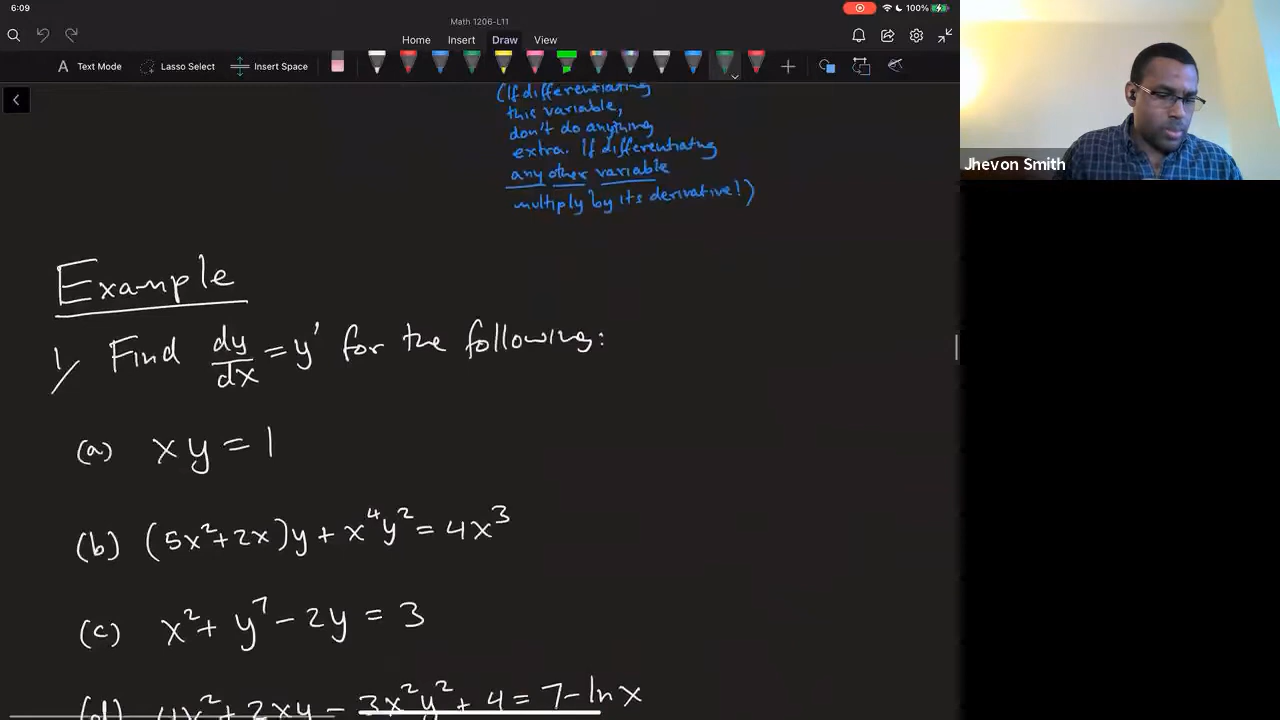 6:09
100%
Math 1206-L11
Home Insert Draw View
Text Mode Lasso Select Insert Space
(If differentiating
this variable,
don't do anything
extra. If differentiating
any other variable
multiply by its derivative!)
Jhevon Smith
Example
1/ Find dy/dx = y' for the following:
(a) xy = 1
(b) (5x²+2x)y + x⁴y² = 4x³
(c) x² + y⁷ - 2y = 3
(d) 4x² + 2xy - 3x²y² + 4 = 7 - ln x